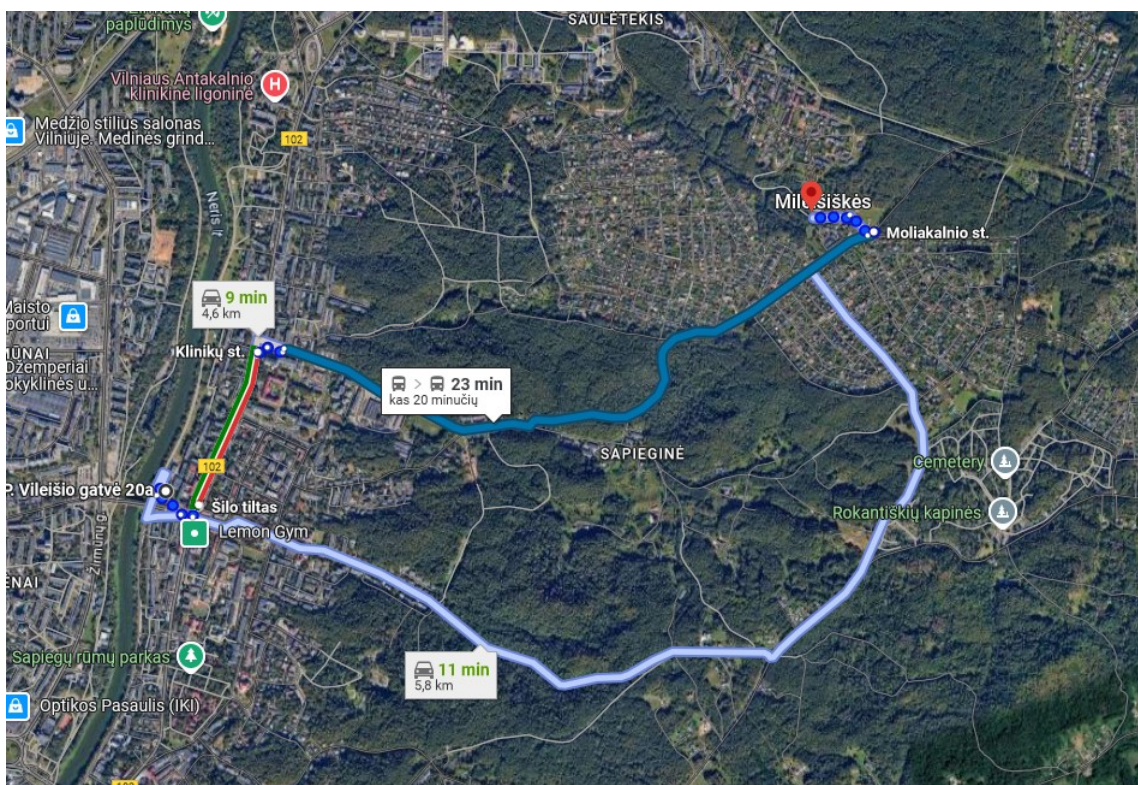 paplūdimys
SAULĖTEKIS
Vilniaus Antakalnio
klinikinė ligoninė
H
Medžio stilius salonas
Vilniuje. Medinės grind...
102
Neris lr
Moliakalnio st.
9 min
4,6 km
Maisto
Klinikų st.
23 min
kas 20 minučių
SAPIEGINĖ
Cemetery
102
P. Vileišio gatvė 20a
Šilo tiltas
Rokantiškių kapinės
Lemon Gym
Žirmūnų g.
Sapiegų rūmų parkas
11 min
5,8 km
Optikos Pasaulis (IKI)